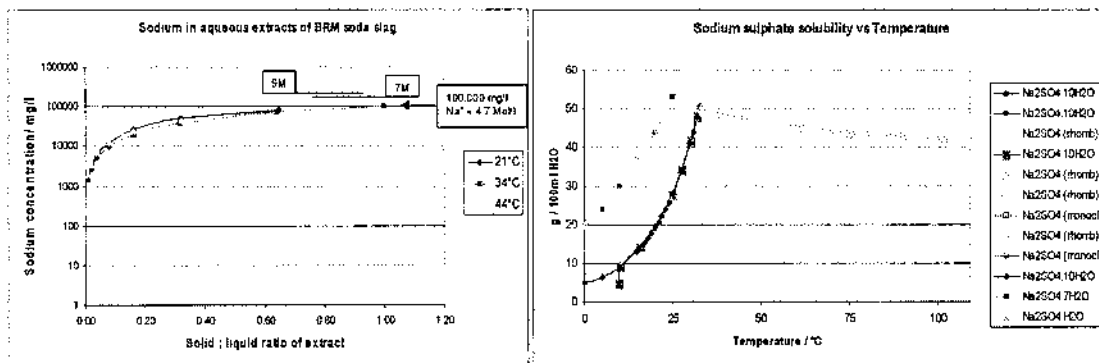 Sodium in aqueous extracts of BRM soda slag
Sodium concentration / mg/l
1000000
100000
10000
1000
100
10
1
9M
7M
100,000 mg/l
Na⁺ = 4.7 Mole/l
21°C
34°C
44°C
0.00 0.20 0.40 0.60 0.80 1.00 1.20
Solid : liquid ratio of extract
Sodium sulphate solubility vs Temperature
g / 100ml H2O
60
50
40
30
20
10
0
0 25 50 75 100
Temperature / °C
Na2SO4.10H2O
Na2SO4.10H2O
Na2SO4 (rhomb)
Na2SO4.10H2O
Na2SO4 (rhomb)
Na2SO4 (rhomb)
Na2SO4 (monocl
Na2SO4 (rhomb)
Na2SO4 (monocl
Na2SO4.10H2O
Na2SO4.7H2O
Na2SO4.H2O